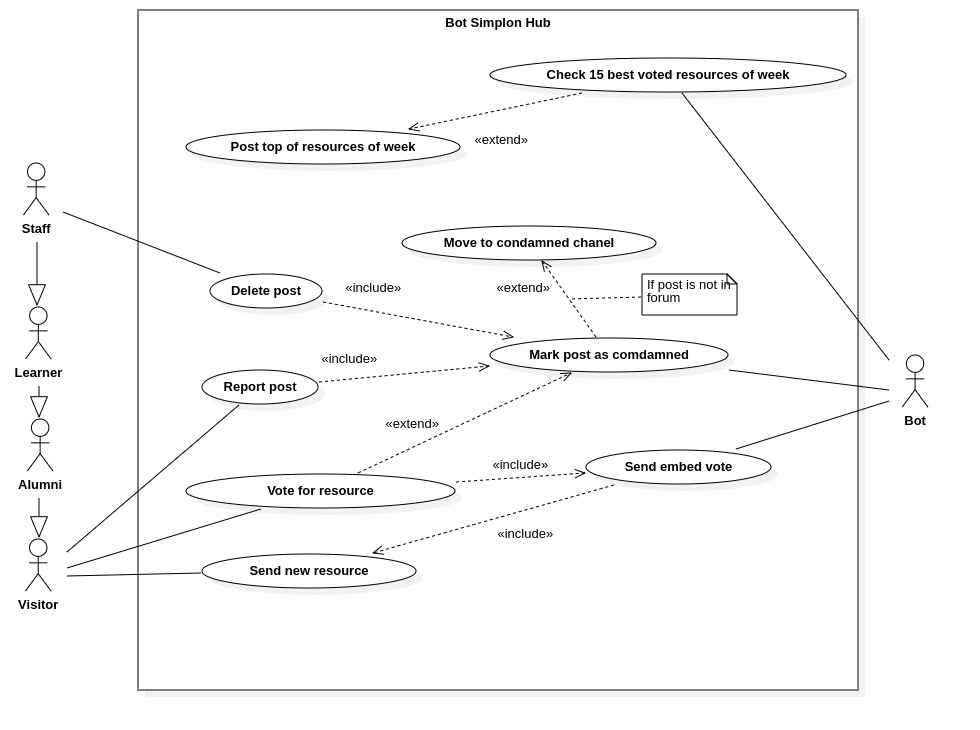 Bot Simplon Hub
Check 15 best voted resources of week
Post top of resources of week
«extend»
Staff
Move to condamned chanel
Delete post
«include»
«extend»
If post is not in
forum
Learner
«include»
Mark post as comdamned
Report post
Bot
«extend»
Alumni
«include»
Send embed vote
Vote for resource
«include»
Send new resource
Visitor